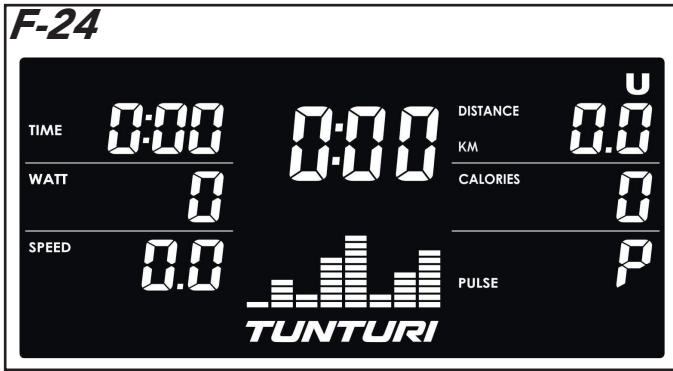 F-24
U
TIME 0:00
0:00
DISTANCE 0.0
KM
WATT 0
CALORIES 0
SPEED 0.0
PULSE P
TUNTURI